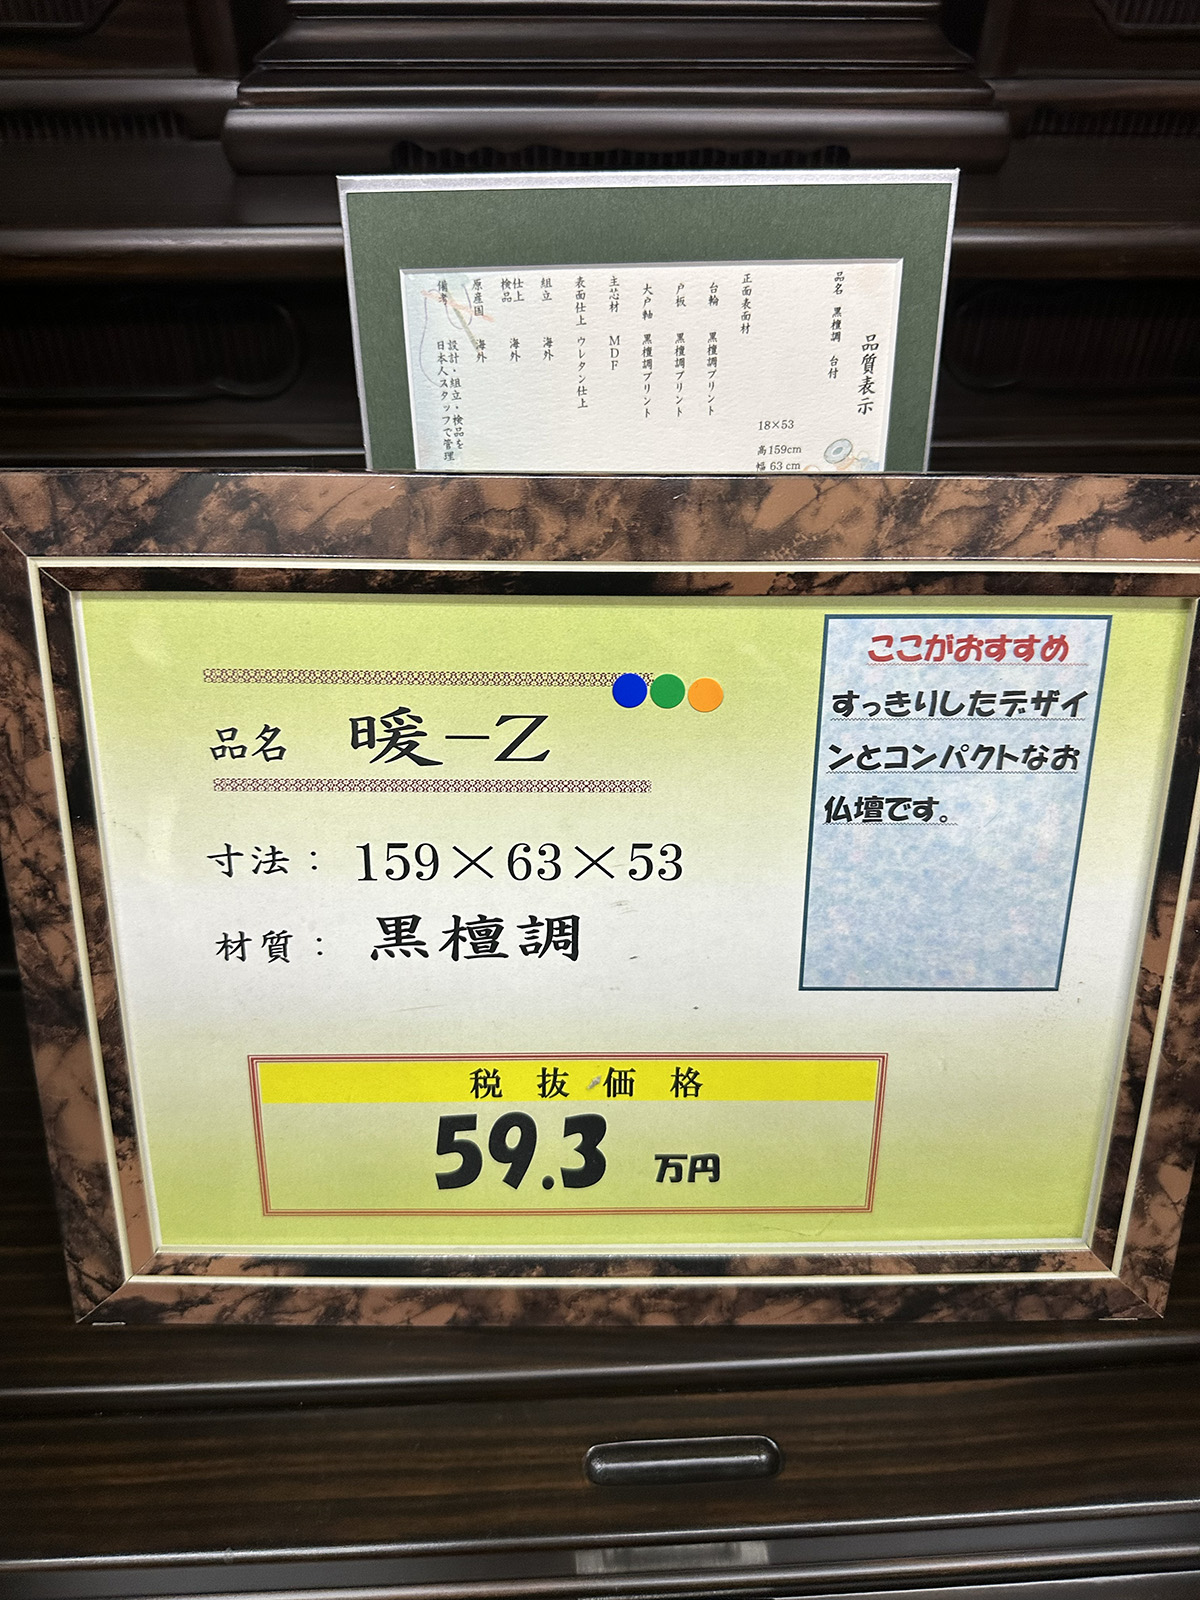 品質表示
品名 黒檀調 台付
18×53
高159cm
幅 63 cm
正面表面材
台輪 黒檀調プリント
戸板 黒檀調プリント
大戸軸 黒檀調プリント
主芯材 MDF
表面仕上 ウレタン仕上
組立 海外
仕上
検品 海外
原産国 海外
備考 設計・組立・検品を
日本人スタッフで管理
品名 暖－Z
寸法： 159×63×53
材質： 黒檀調
税抜価格
59.3 万円
ここがおすすめ
すっきりしたデザイ
ンとコンパクトなお
仏壇です。